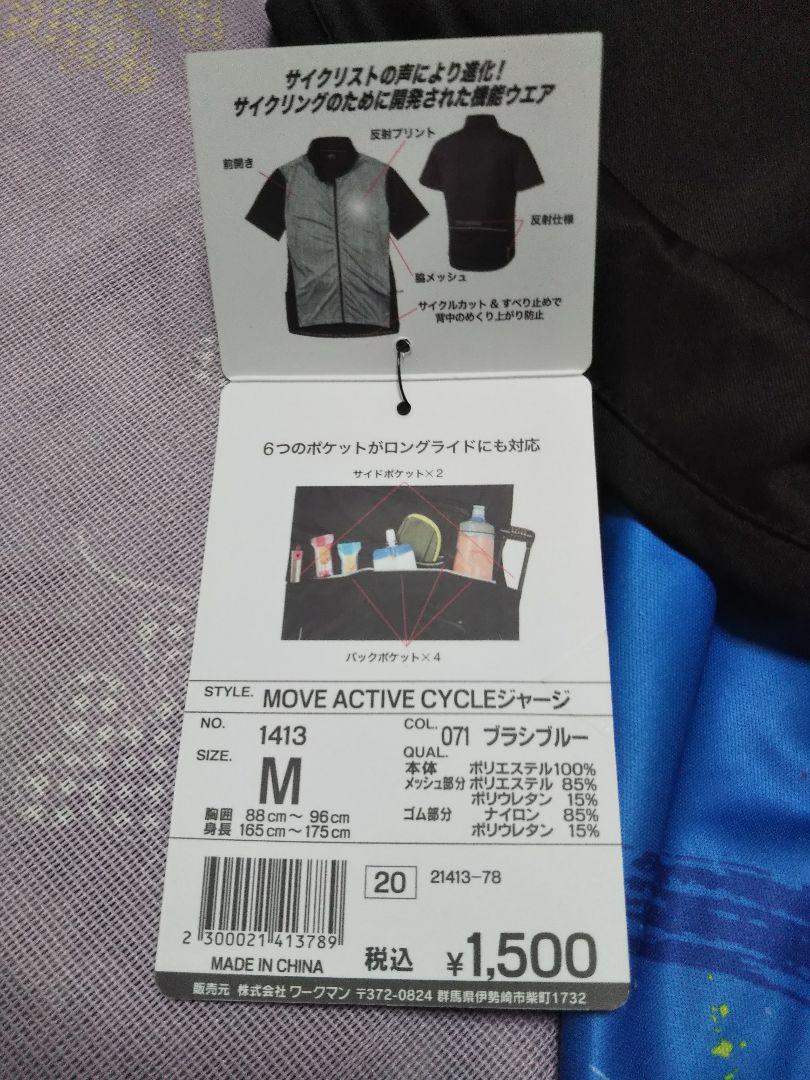 サイクリストの声により進化!
サイクリングのために開発された機能ウエア
反射プリント
前開き
反射仕様
脇メッシュ
サイクルカット & すべり止めで
背中のめくり上がり防止
6つのポケットがロングライドにも対応
サイドポケット×2
バックポケット×4
STYLE. MOVE ACTIVE CYCLEジャージ
NO. 1413
COL. 071 ブラシブルー
SIZE. M
胸囲 88cm～ 96cm
身長 165cm～175cm
QUAL.
本体 ポリエステル100%
メッシュ部分 ポリエステル 85%
ポリウレタン 15%
ゴム部分 ナイロン 85%
ポリウレタン 15%
20 21413-78
2 300021 413789
MADE IN CHINA
税込 ¥1,500
販売元 株式会社 ワークマン 〒372-0824 群馬県伊勢崎市柴町1732